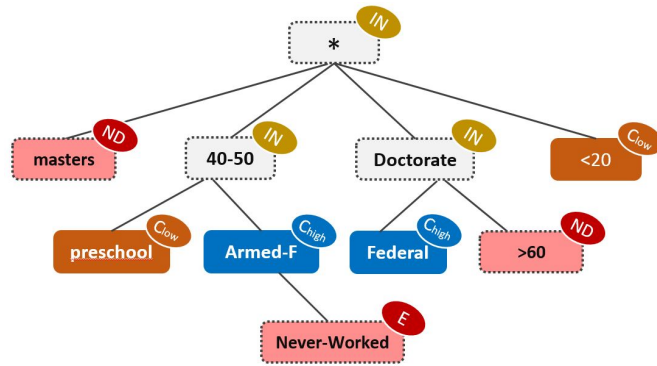 *
IN
masters
ND
40-50
IN
Doctorate
IN
<20
Clow
preschool
Clow
Armed-F
Chigh
Federal
Chigh
>60
ND
Never-Worked
E